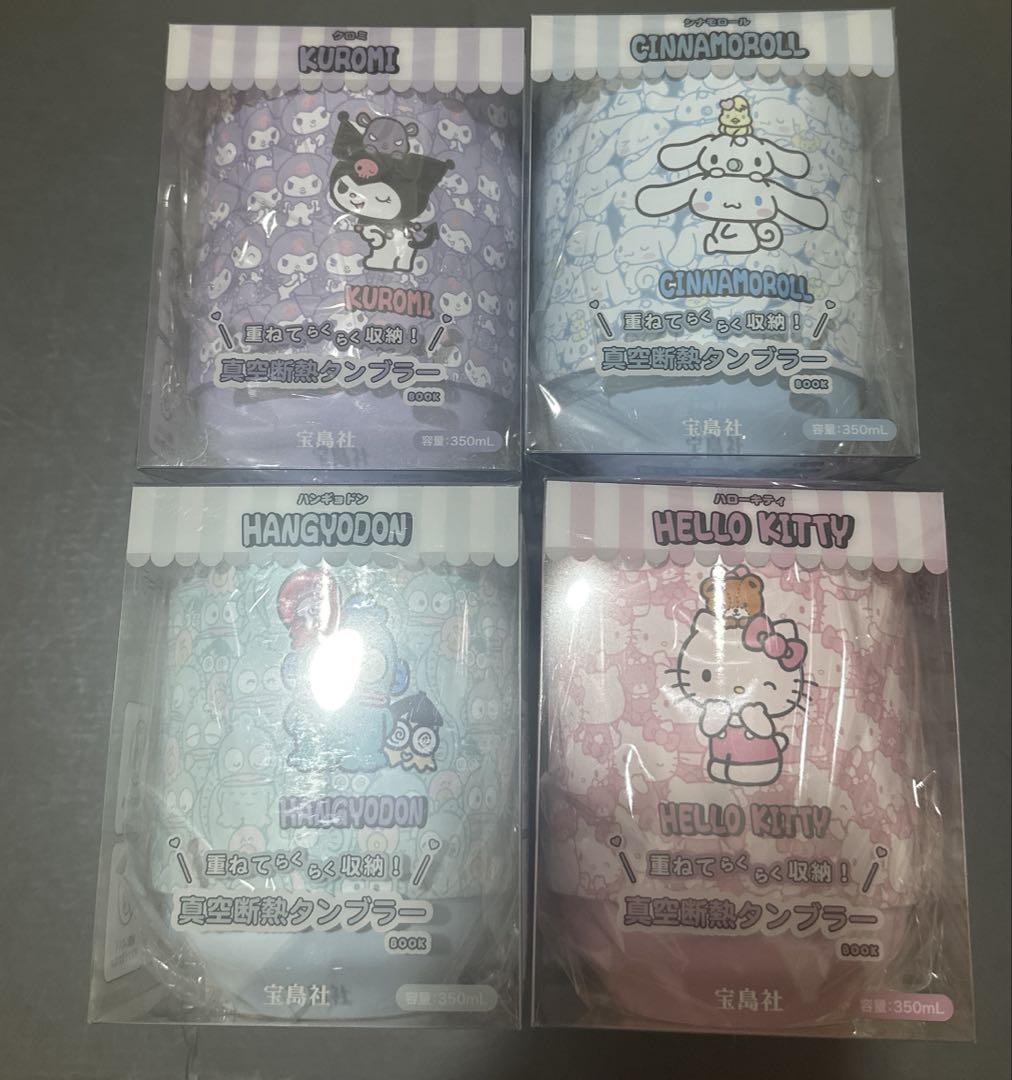 クロミ
KUROMI
KUROMI
重ねてらくらく収納！
真空断熱タンブラー
BOOK
宝島社
容量:350mL
シナモロール
CINNAMOROLL
CINNAMOROLL
重ねてらくらく収納！
真空断熱タンブラー
BOOK
宝島社
容量:350mL
ハンギョドン
HANGYODON
HANGYODON
重ねてらくらく収納！
真空断熱タンブラー
BOOK
宝島社
容量:350mL
ハローキティ
HELLO KITTY
HELLO KITTY
重ねてらくらく収納！
真空断熱タンブラー
BOOK
宝島社
容量:350mL